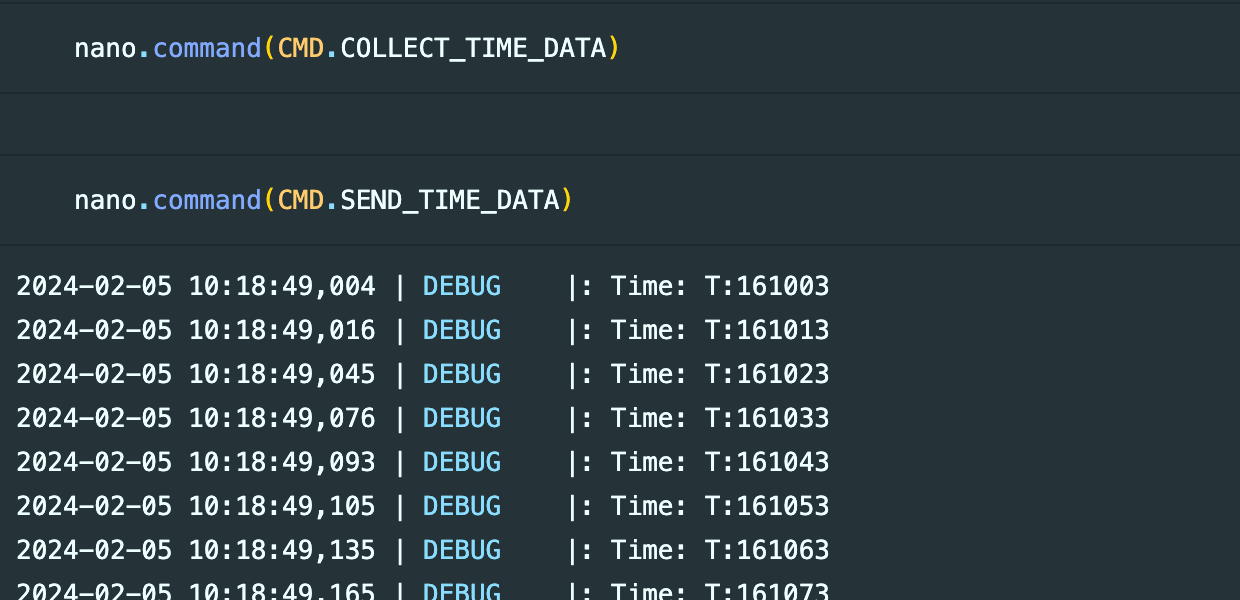 nano.command(CMD.COLLECT_TIME_DATA)
nano.command(CMD.SEND_TIME_DATA)
2024-02-05 10:18:49,004 | DEBUG    |: Time: T:161003
2024-02-05 10:18:49,016 | DEBUG    |: Time: T:161013
2024-02-05 10:18:49,045 | DEBUG    |: Time: T:161023
2024-02-05 10:18:49,076 | DEBUG    |: Time: T:161033
2024-02-05 10:18:49,093 | DEBUG    |: Time: T:161043
2024-02-05 10:18:49,105 | DEBUG    |: Time: T:161053
2024-02-05 10:18:49,135 | DEBUG    |: Time: T:161063
2024-02-05 10:18:49,165 | DEBUG    |: Time: T:161073